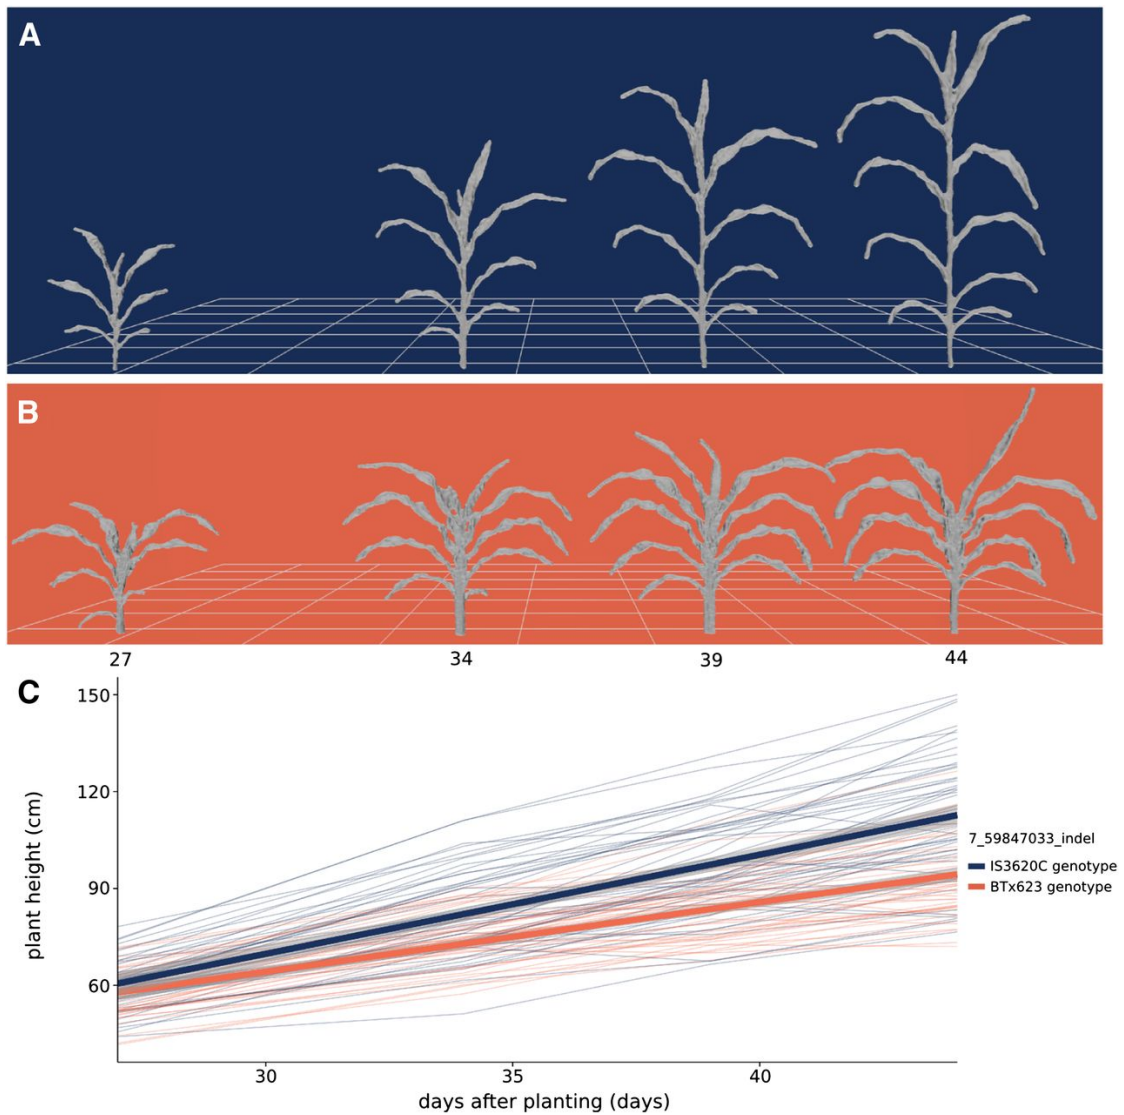 A
B
27 34 39 44
C
150
120
90
60
plant height (cm)
7_59847033_indel
IS3620C genotype
BTx623 genotype
30 35 40
days after planting (days)